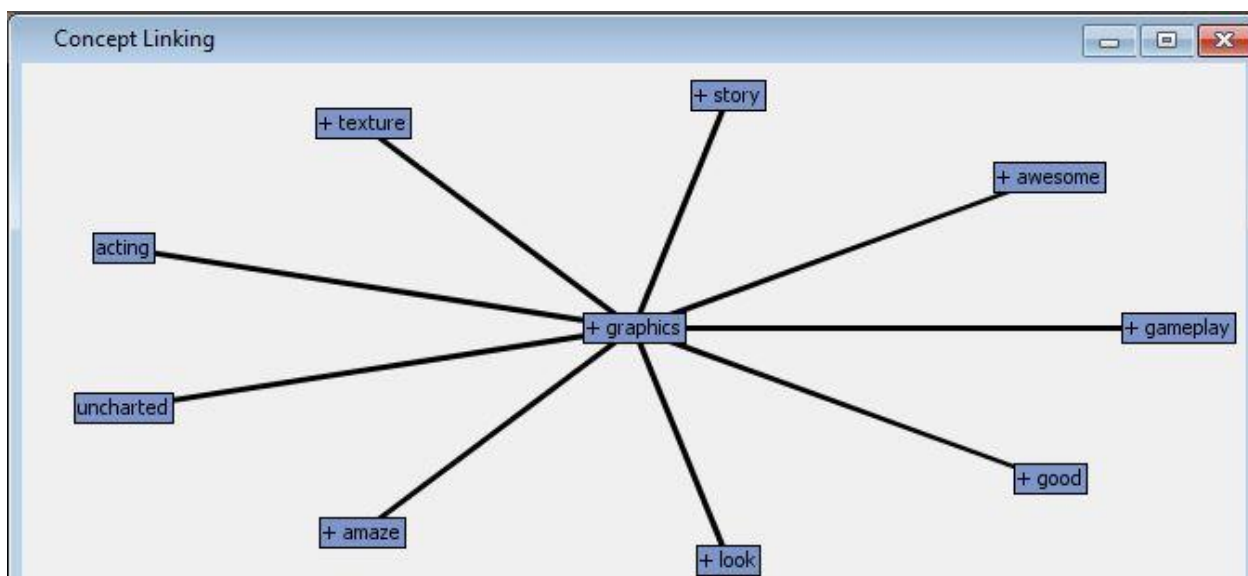 Concept Linking
+ story
+ texture
+ awesome
acting
+ graphics
+ gameplay
uncharted
+ good
+ amaze
+ look